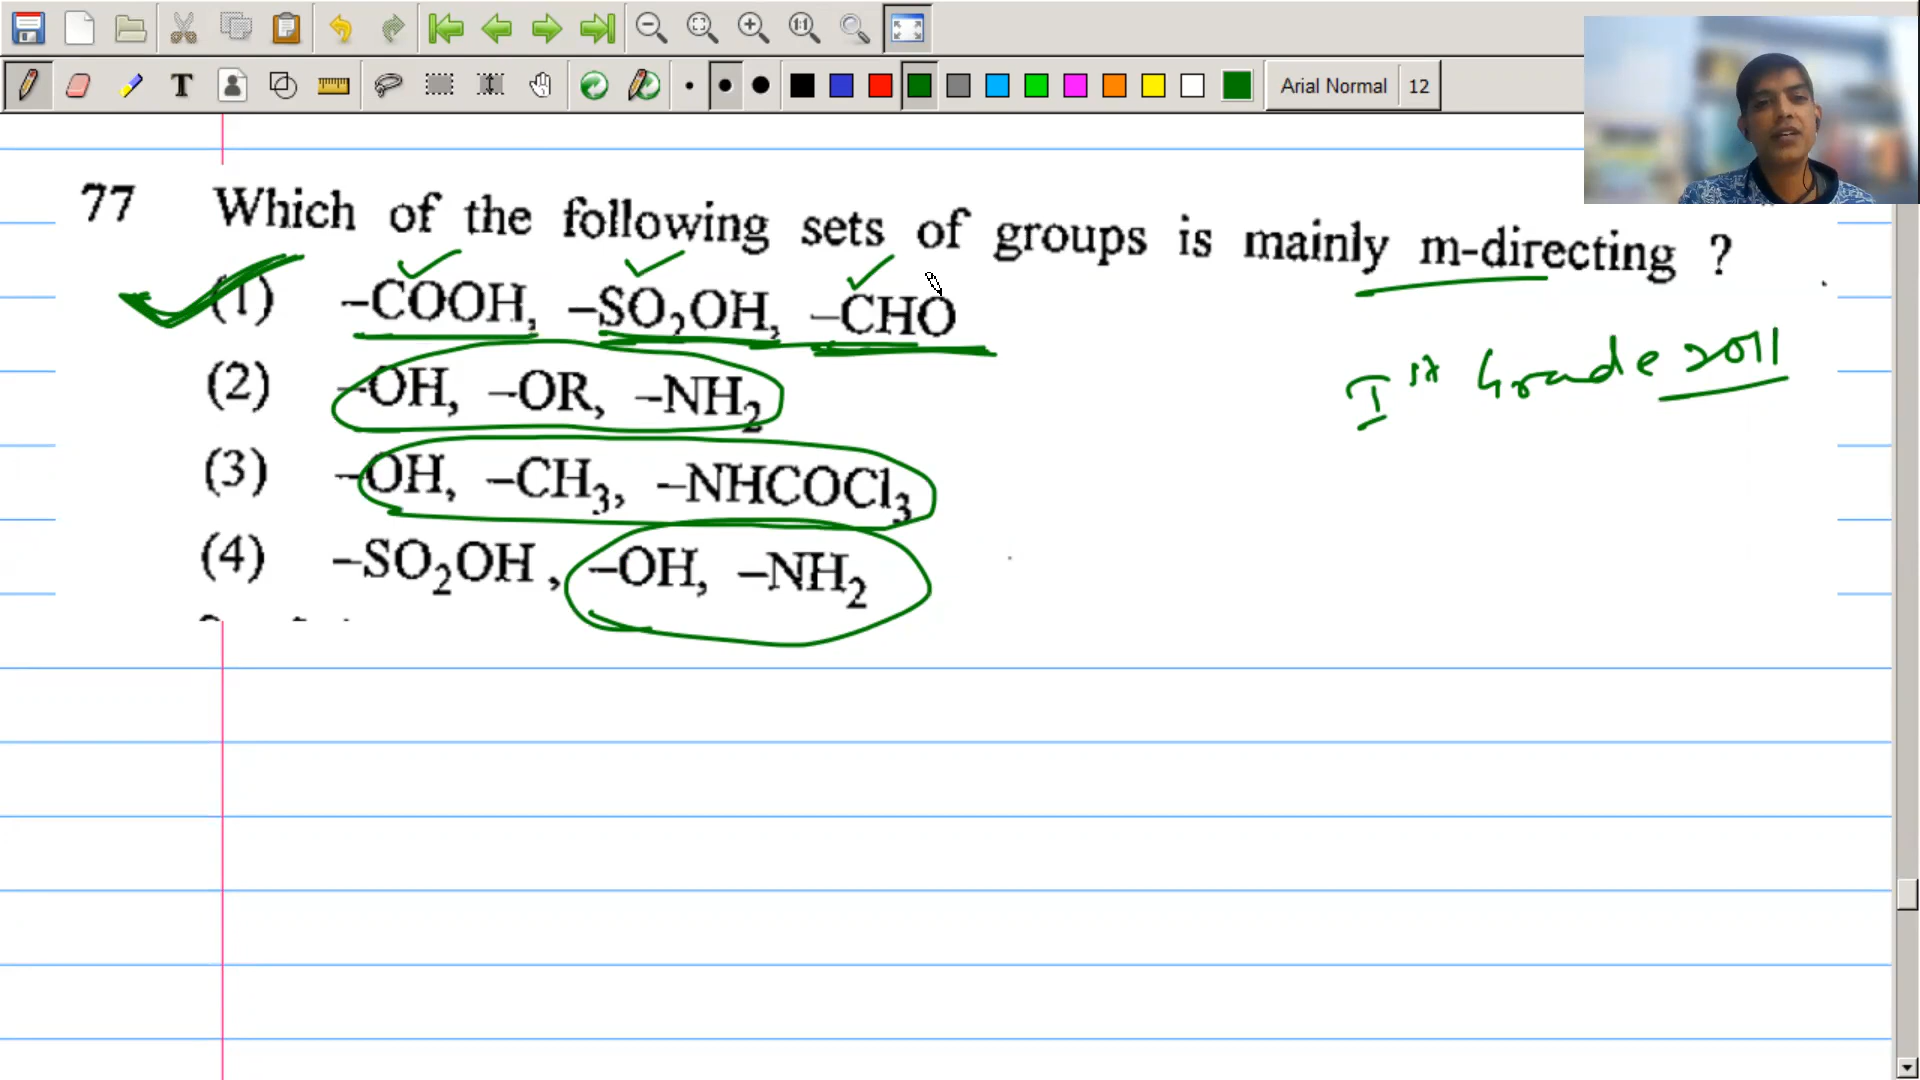 Arial Normal 12
77 Which of the following sets of groups is mainly m-directing ?
(1) –COOH, –SO₂OH, –CHO
(2) –OH, –OR, –NH₂
(3) –OH, –CH₃, –NHCOCl₃
(4) –SO₂OH , –OH, –NH₂
Iˢᵗ Grade 2011